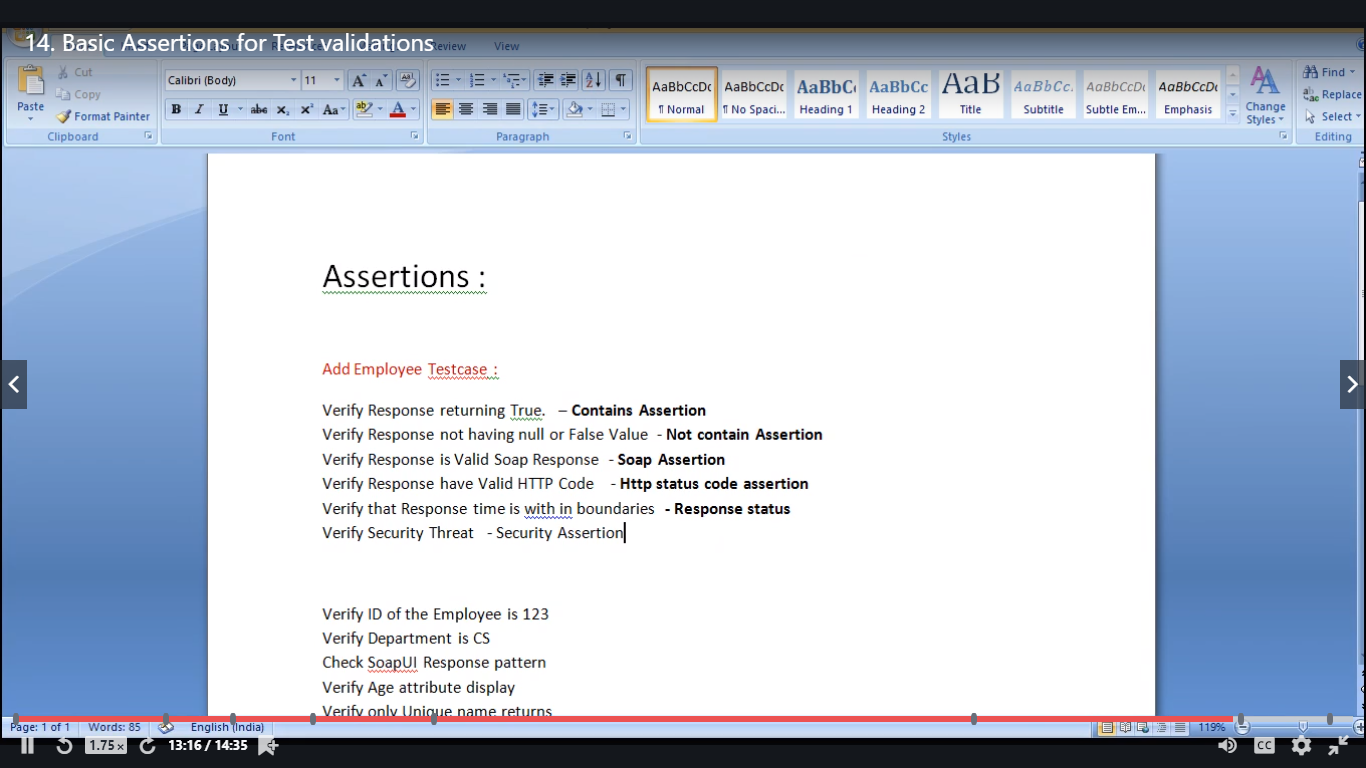 14. Basic Assertions for Test validations
Review View
Paste
Cut
Copy
Format Painter
Clipboard
Calibri (Body) 11
B I U abc x₂ x² Aa
Font
Paragraph
AaBbCcDc AaBbCcDc AaBbC AaBbCc AaB AaBbCc. AaBbCcDc AaBbCcDc
¶ Normal ¶ No Spaci... Heading 1 Heading 2 Title Subtitle Subtle Em... Emphasis
Change Styles
Styles
Find
Replace
Select
Editing
Assertions :
Add Employee Testcase :
Verify Response returning True. – Contains Assertion
Verify Response not having null or False Value - Not contain Assertion
Verify Response is Valid Soap Response - Soap Assertion
Verify Response have Valid HTTP Code - Http status code assertion
Verify that Response time is with in boundaries - Response status
Verify Security Threat - Security Assertion
Verify ID of the Employee is 123
Verify Department is CS
Check SoapUI Response pattern
Verify Age attribute display
Verify only Unique name returns
Page: 1 of 1 Words: 85 English (India) 119%
1.75× 13:16 / 14:35 CC